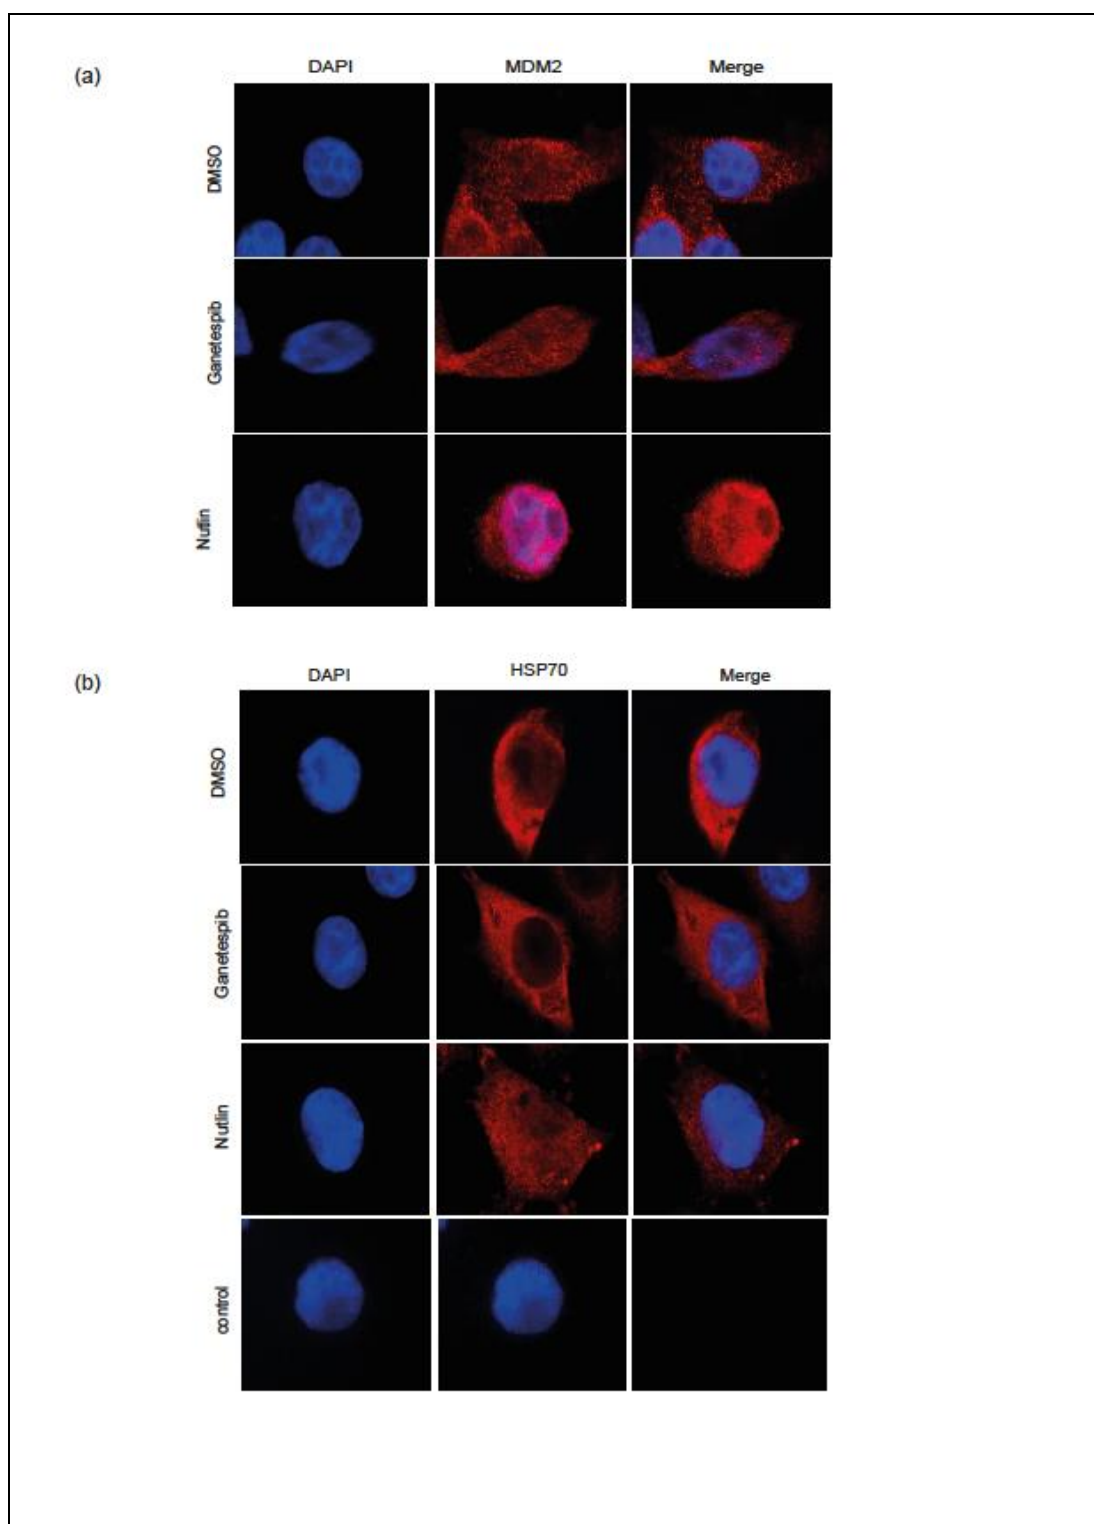 (a)
DAPI MDM2 Merge
DMSO
Ganetespib
Nutlin
(b)
DAPI HSP70 Merge
DMSO
Ganetespib
Nutlin
control